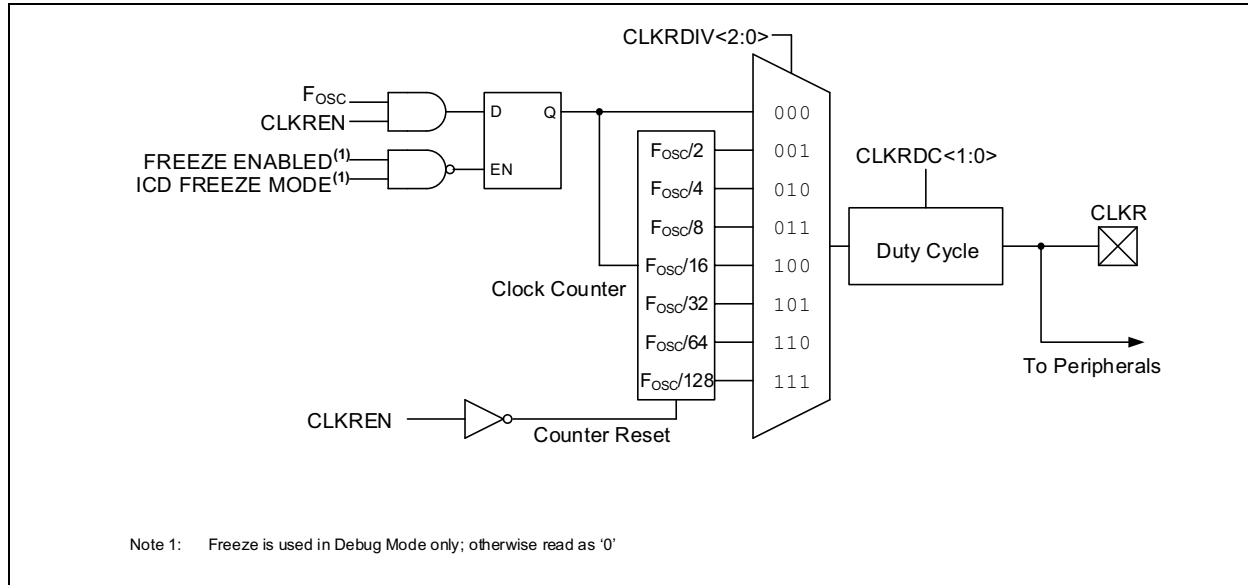 CLKRDIV<2:0>
FOSC
CLKREN
FREEZE ENABLED(1)
ICD FREEZE MODE(1)
D
Q
EN
000
FOSC/2
001
FOSC/4
010
FOSC/8
011
FOSC/16
100
FOSC/32
101
FOSC/64
110
FOSC/128
111
Clock Counter
CLKREN
Counter Reset
CLKRDC<1:0>
Duty Cycle
CLKR
To Peripherals
Note 1: Freeze is used in Debug Mode only; otherwise read as ‘0’